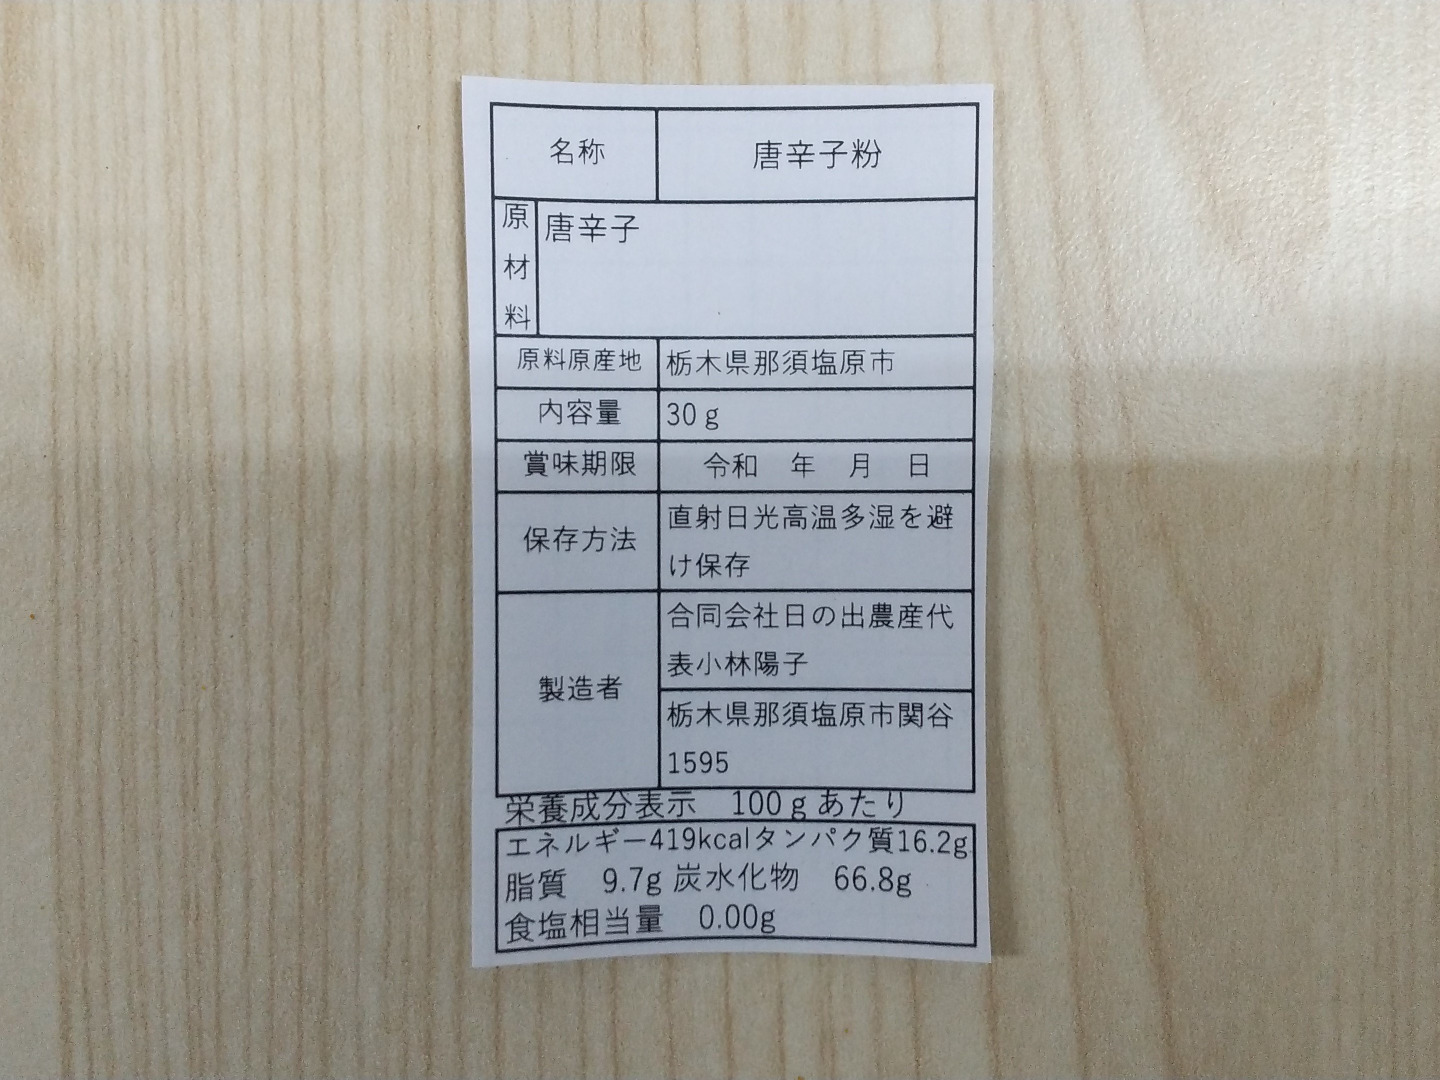 名称 唐辛子粉
原材料 唐辛子
原料原産地 栃木県那須塩原市
内容量 30g
賞味期限 令和 年 月 日
保存方法 直射日光高温多湿を避
け保存
製造者 合同会社日の出農産代
表小林陽子
栃木県那須塩原市関谷
1595
栄養成分表示 100gあたり
エネルギー419kcalタンパク質16.2g
脂質 9.7g 炭水化物 66.8g
食塩相当量 0.00g